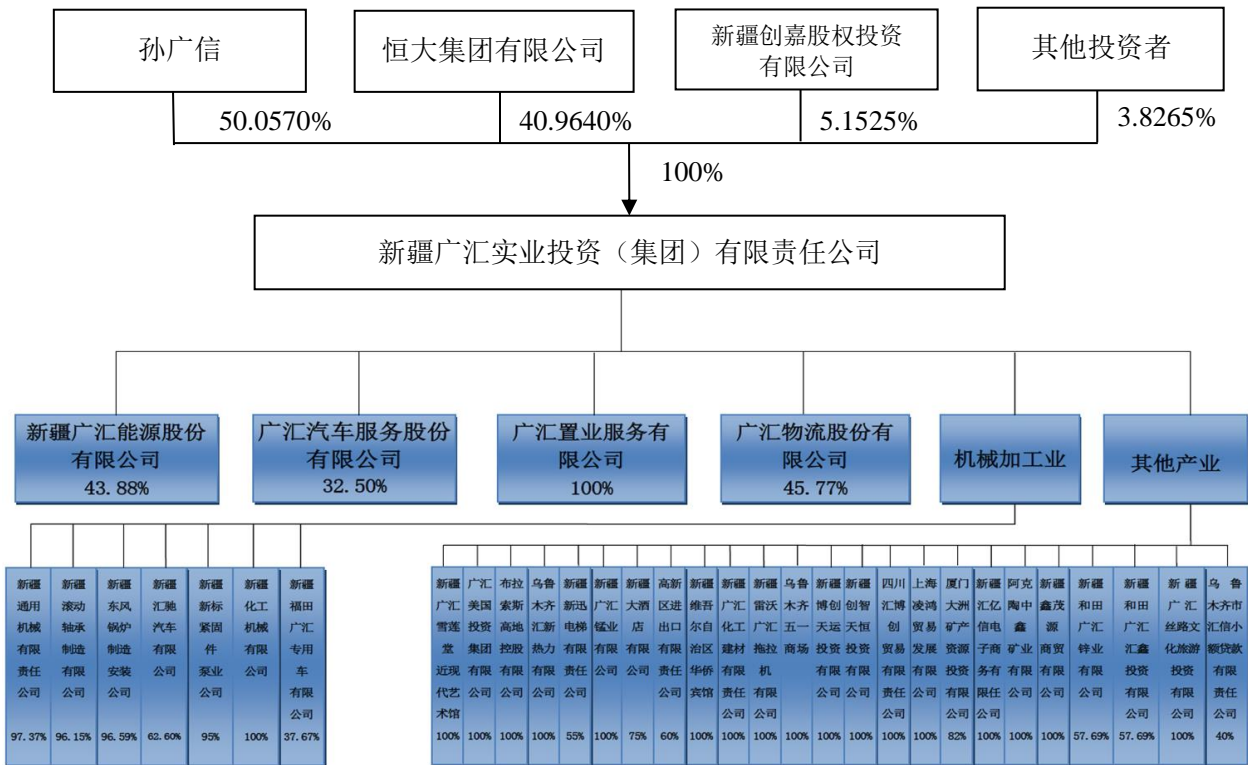 孙广信
恒大集团有限公司
新疆创嘉股权投资
有限公司
其他投资者
50.0570%
40.9640%
5.1525%
3.8265%
100%
新疆广汇实业投资（集团）有限责任公司
新疆广汇能源股份
有限公司
43.88%
广汇汽车服务股份
有限公司
32.50%
广汇置业服务有
限公司
100%
广汇物流股份有
限公司
45.77%
机械加工业
其他产业
新疆
通用
机械
有限
责任
公司
97.37%
新疆
滚动
轴承
制造
有限
公司
96.15%
新疆
东风
锅炉
制造
安装
公司
96.59%
新疆
汇驰
汽车
有限
公司
62.60%
新疆
新标
紧固
件
泵业
公司
95%
新疆
化工
机械
有限
公司
100%
新疆
福田
广汇
专用
车
有限
公司
37.67%
新疆
广汇
雪莲
堂
近现
代艺
术馆
100%
广汇
美国
投资
集团
有限
公司
100%
布拉
索斯
高地
控股
有限
公司
100%
乌鲁
木齐
汇新
热力
有限
公司
100%
新疆
新迅
电梯
有限
责任
公司
55%
新疆
广汇
锰业
有限
公司
100%
新疆
大酒
店
有限
公司
75%
高新
区进
出口
有限
责任
公司
60%
新疆
维吾
尔自
治区
华侨
宾馆
100%
新疆
广汇
化工
建材
有限
责任
公司
100%
新疆
雷沃
广汇
拖拉
机
有限
公司
100%
乌鲁
木齐
五一
商场
100%
新疆
博创
天运
投资
有限
公司
100%
新疆
创智
天恒
投资
有限
公司
100%
四川
汇博
创
贸易
有限
责任
公司
100%
上海
凌鸿
贸易
发展
有限
公司
100%
厦门
大洲
矿产
资源
投资
有限
公司
82%
新疆
汇亿
信电
子商
务有
限任
公司
100%
阿克
陶中
鑫
矿业
有限
公司
100%
新疆
鑫茂
源
商贸
有限
公司
100%
新疆
和田
广汇
锌业
有限
公司
57.69%
新疆
和田
广汇
汇鑫
投资
有限
公司
57.69%
新疆
广汇
丝路文
化旅游
投资
有限
公司
100%
乌鲁
木齐市
汇信小
额贷款
有限
责任
公司
40%